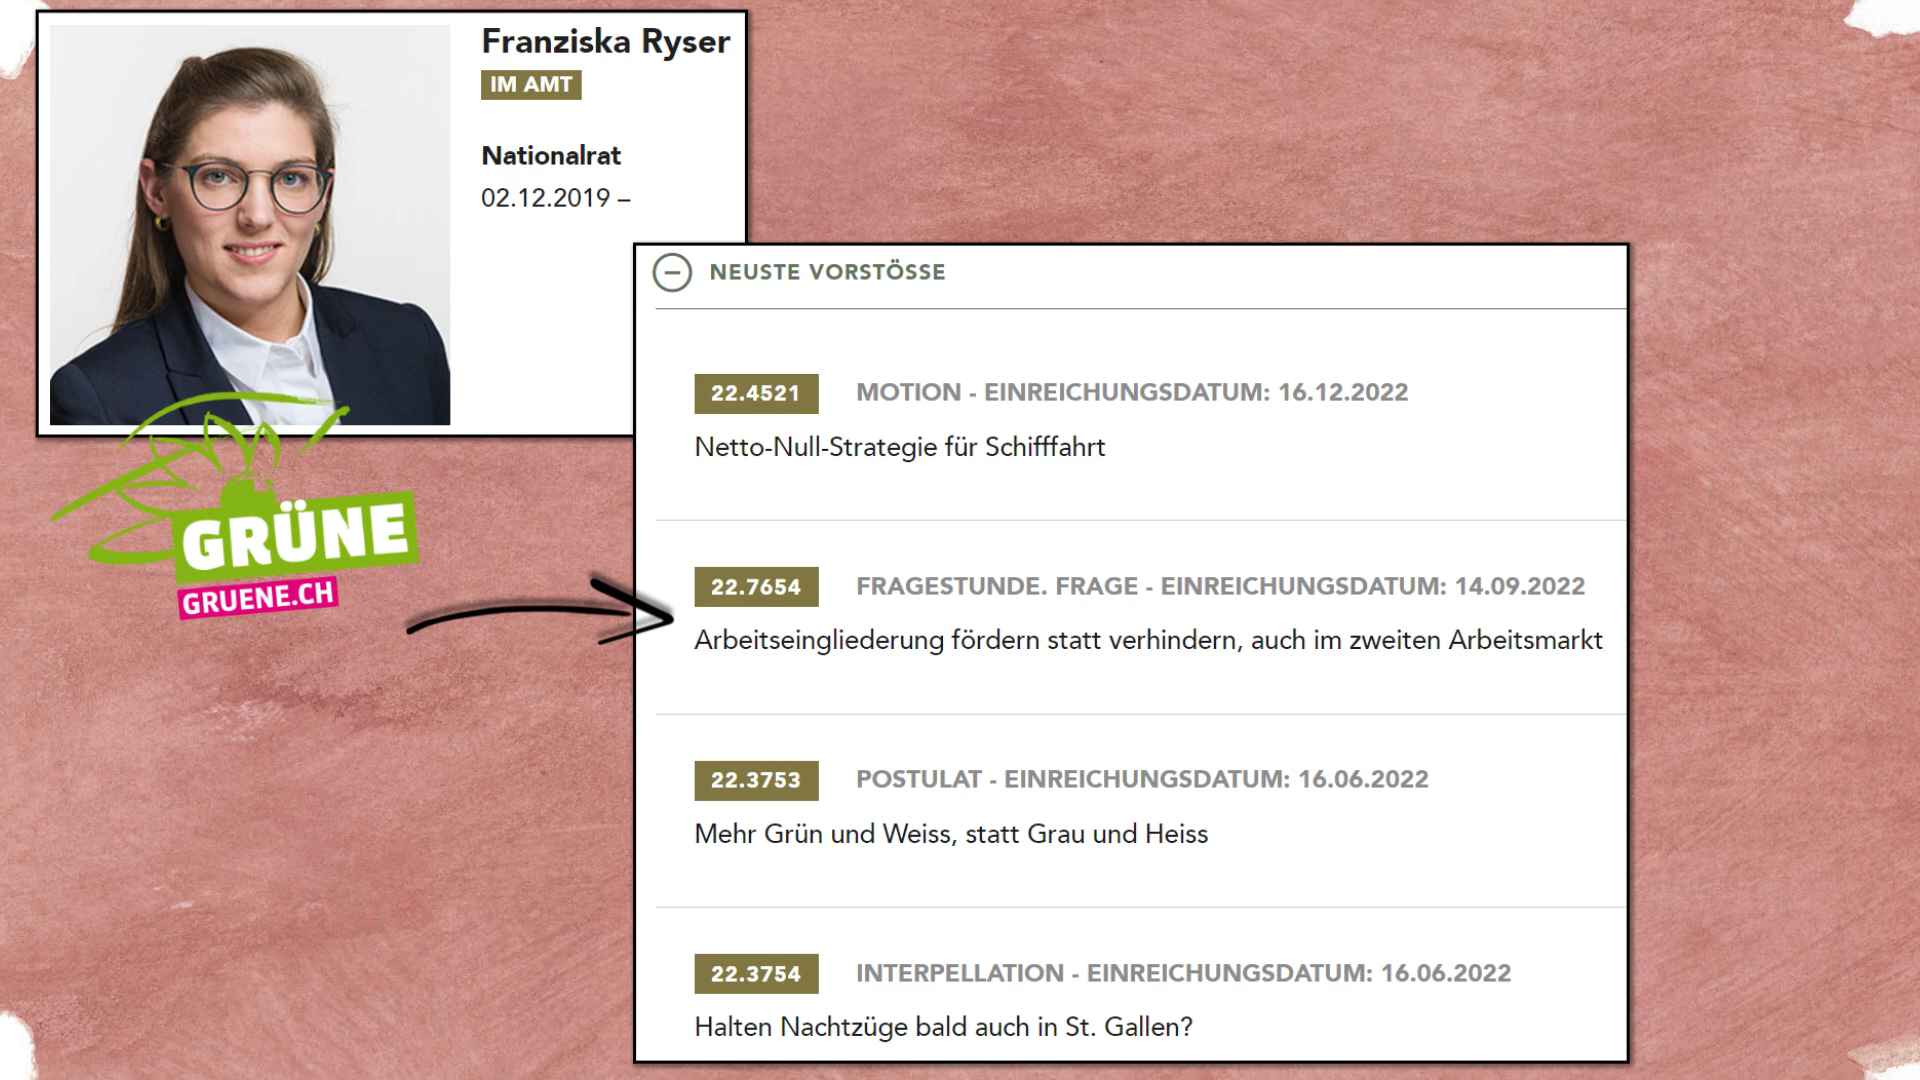 Franziska Ryser
IM AMT
Nationalrat
02.12.2019 –
GRÜNE
GRUENE.CH
NEUSTE VORSTÖSSE
22.4521 MOTION - EINREICHUNGSDATUM: 16.12.2022
Netto-Null-Strategie für Schifffahrt
22.7654 FRAGESTUNDE. FRAGE - EINREICHUNGSDATUM: 14.09.2022
Arbeitseingliederung fördern statt verhindern, auch im zweiten Arbeitsmarkt
22.3753 POSTULAT - EINREICHUNGSDATUM: 16.06.2022
Mehr Grün und Weiss, statt Grau und Heiss
22.3754 INTERPELLATION - EINREICHUNGSDATUM: 16.06.2022
Halten Nachtzüge bald auch in St. Gallen?